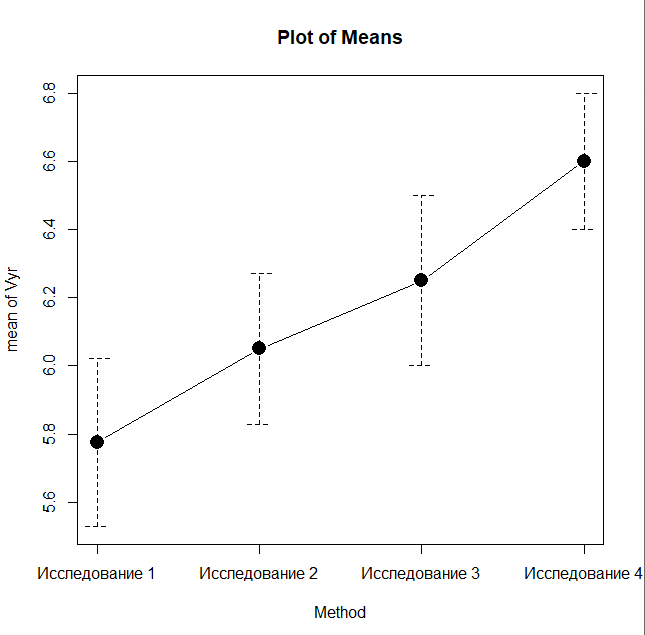 Plot of Means
mean of Vyr
6.8
6.6
6.4
6.2
6.0
5.8
5.6
Исследование 1 Исследование 2 Исследование 3 Исследование 4
Method